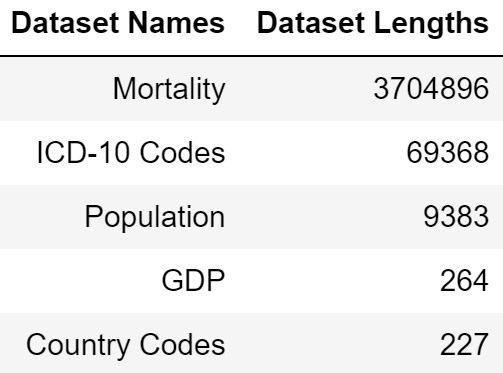 Dataset Names Dataset Lengths
Mortality 3704896
ICD-10 Codes 69368
Population 9383
GDP 264
Country Codes 227